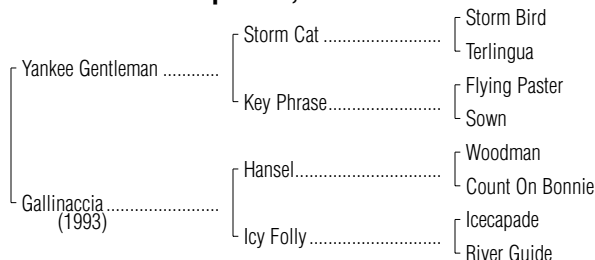 Storm Bird
Storm Cat ........................
Terlingua
Yankee Gentleman ............
Flying Paster
Key Phrase.......................
Sown
Woodman
Hansel..............................
Count On Bonnie
Gallinaccia ........................
(1993)
Icecapade
Icy Folly ...........................
River Guide